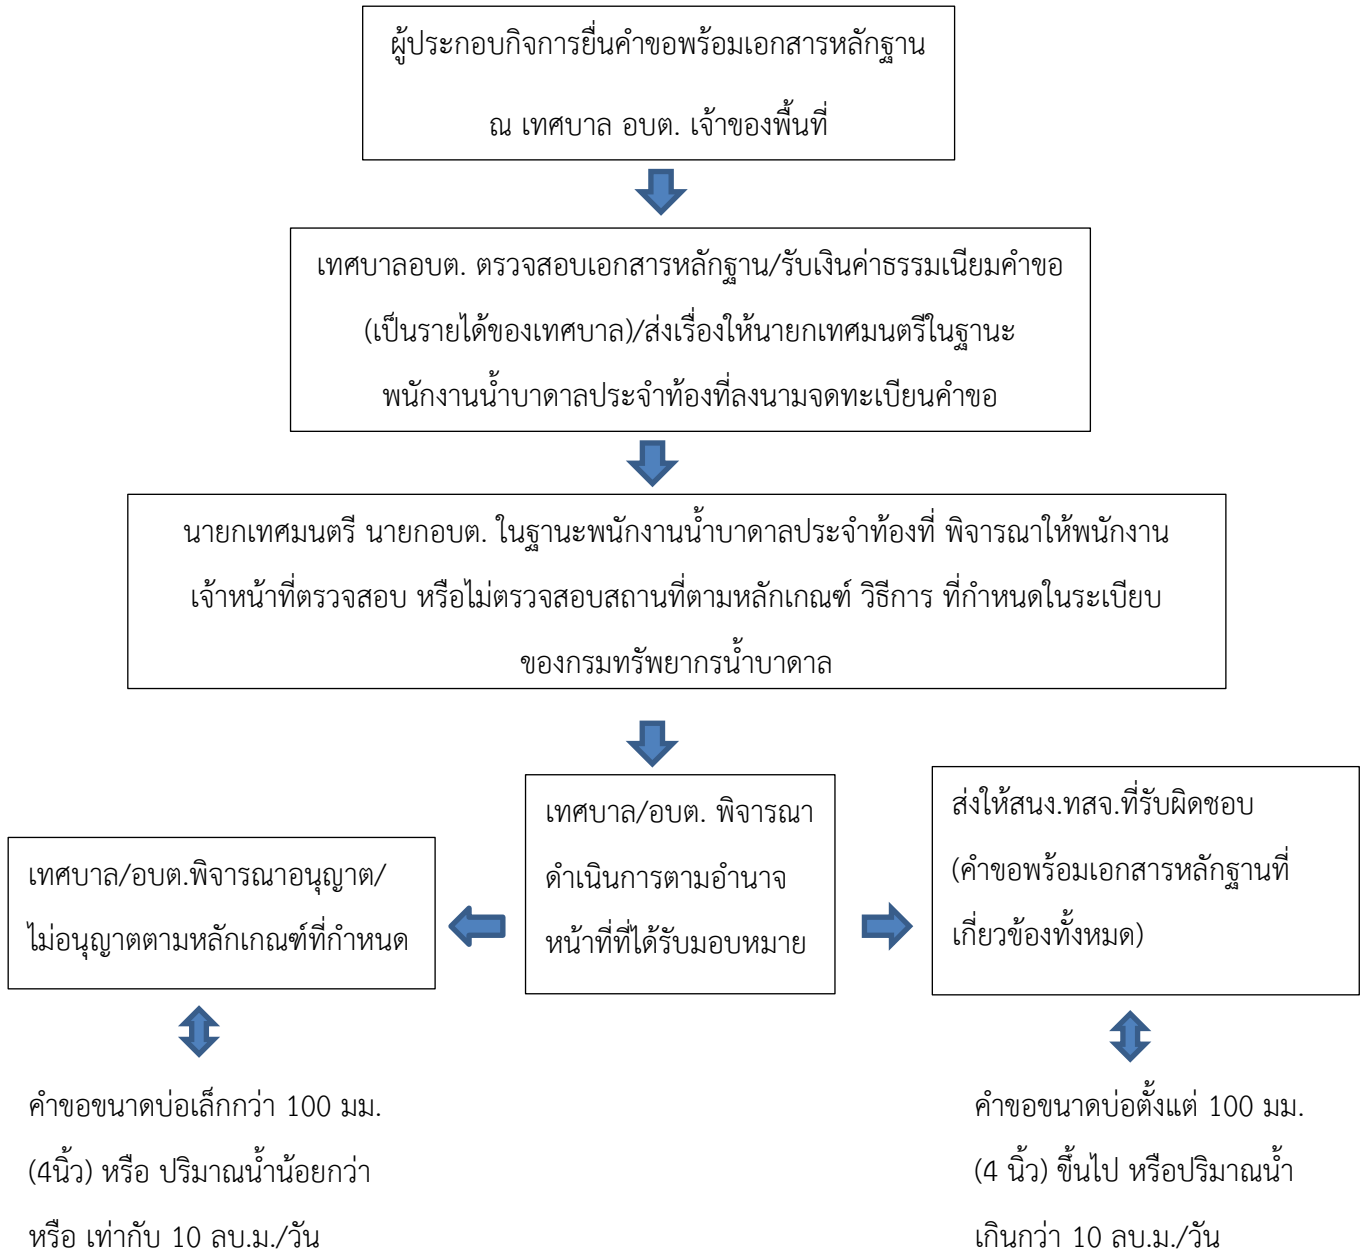 ผู้ประกอบกิจการยื่นคำขอพร้อมเอกสารหลักฐาน
ณ เทศบาล อบต. เจ้าของพื้นที่
เทศบาลอบต. ตรวจสอบเอกสารหลักฐาน/รับเงินค่าธรรมเนียมคำขอ
(เป็นรายได้ของเทศบาล)/ส่งเรื่องให้นายกเทศมนตรีในฐานะ
พนักงานน้ำบาดาลประจำท้องที่ลงนามจดทะเบียนคำขอ
นายกเทศมนตรี นายกอบต. ในฐานะพนักงานน้ำบาดาลประจำท้องที่ พิจารณาให้พนักงาน
เจ้าหน้าที่ตรวจสอบ หรือไม่ตรวจสอบสถานที่ตามหลักเกณฑ์ วิธีการ ที่กำหนดในระเบียบ
ของกรมทรัพยากรน้ำบาดาล
เทศบาล/อบต. พิจารณา
ดำเนินการตามอำนาจ
หน้าที่ที่ได้รับมอบหมาย
เทศบาล/อบต.พิจารณาอนุญาต/
ไม่อนุญาตตามหลักเกณฑ์ที่กำหนด
ส่งให้สนง.ทสจ.ที่รับผิดชอบ
(คำขอพร้อมเอกสารหลักฐานที่
เกี่ยวข้องทั้งหมด)
คำขอขนาดบ่อเล็กกว่า 100 มม.
(4นิ้ว) หรือ ปริมาณน้ำน้อยกว่า
หรือ เท่ากับ 10 ลบ.ม./วัน
คำขอขนาดบ่อตั้งแต่ 100 มม.
(4 นิ้ว) ขึ้นไป หรือปริมาณน้ำ
เกินกว่า 10 ลบ.ม./วัน